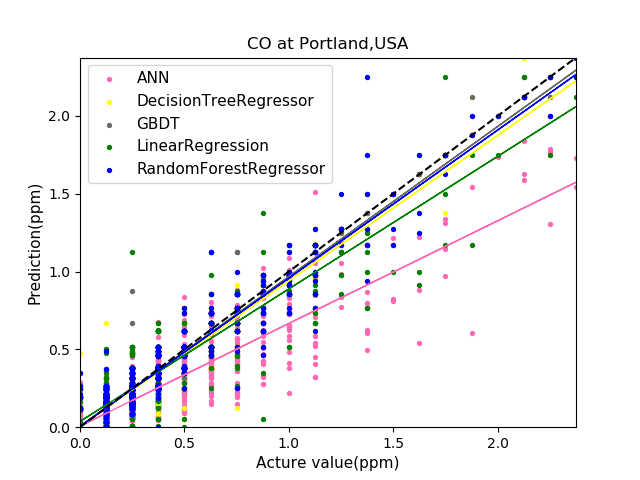 CO at Portland,USA
ANN
DecisionTreeRegressor
GBDT
LinearRegression
RandomForestRegressor
Prediction(ppm)
2.0
1.5
1.0
0.5
0.0
0.0 0.5 1.0 1.5 2.0
Acture value(ppm)